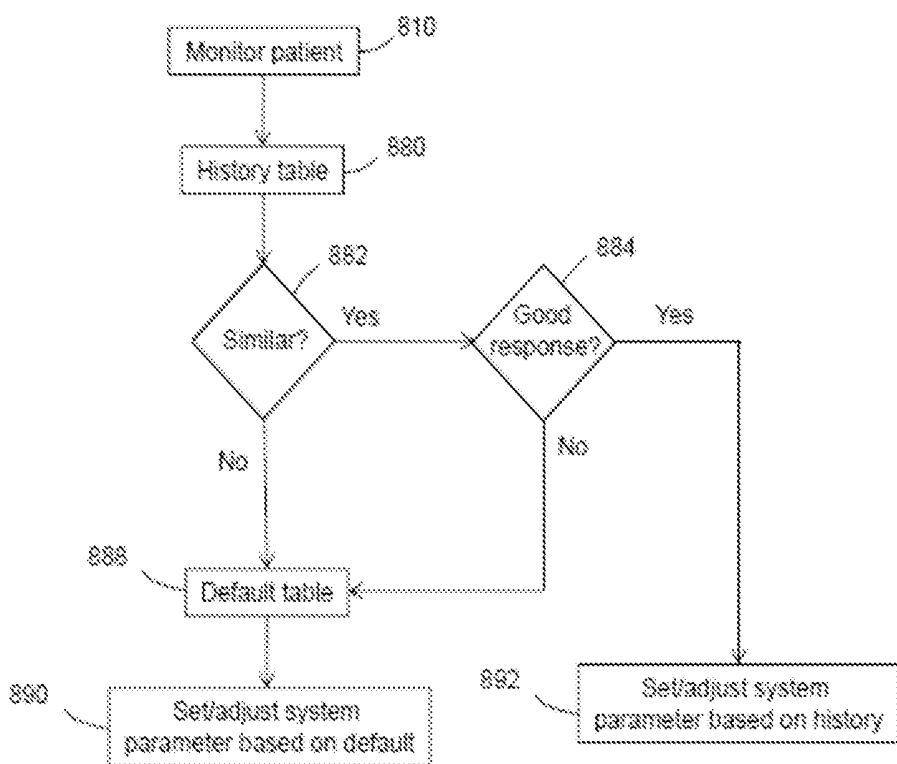 Monitor patient
810
History table
880
882
Similar?
Yes
884
Good
response?
Yes
No
No
888
Default table
890
Set/adjust system
parameter based on default
892
Set/adjust system
parameter based on history